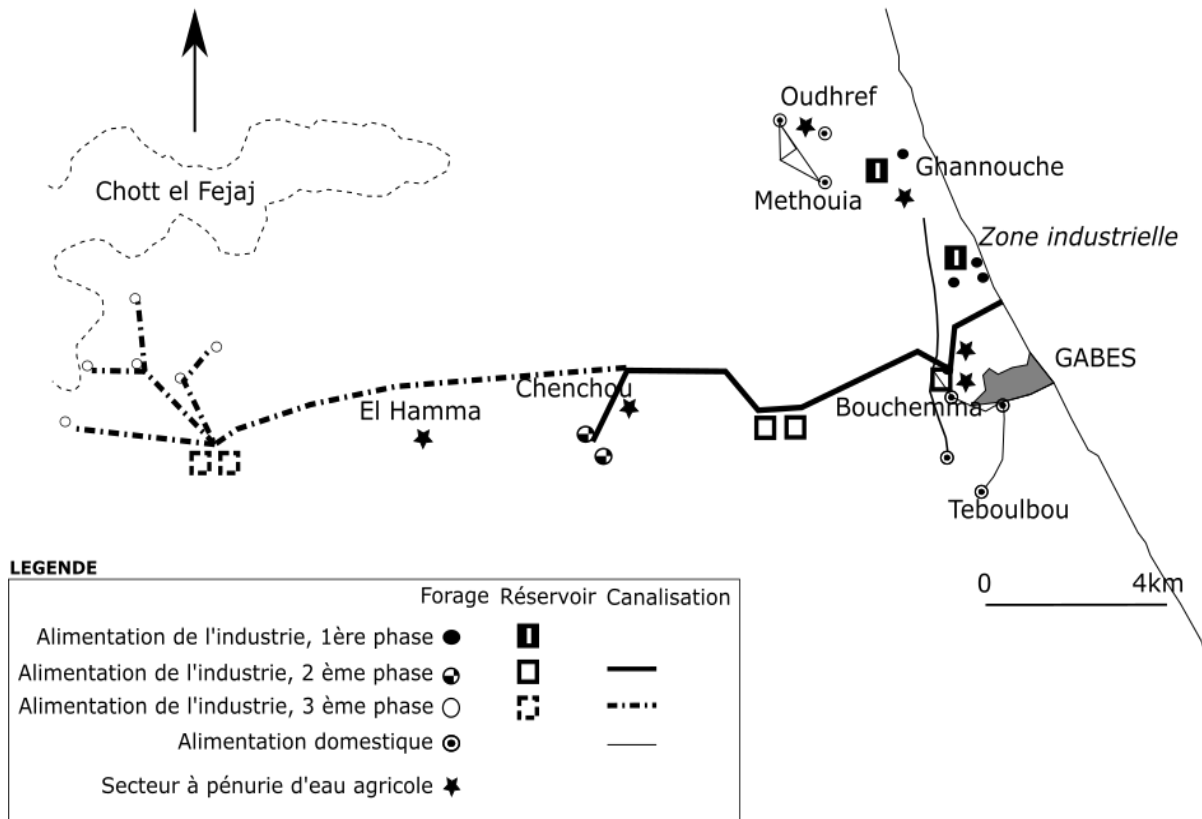 Oudhref
Ghannouche
Chott el Fejaj
Methouia
Zone industrielle
GABES
Chenchou
El Hamma
Bouchemma
Teboulbou
0 4km
LEGENDE
Forage Réservoir Canalisation
Alimentation de l'industrie, 1ère phase
Alimentation de l'industrie, 2 ème phase
Alimentation de l'industrie, 3 ème phase
Alimentation domestique
Secteur à pénurie d'eau agricole